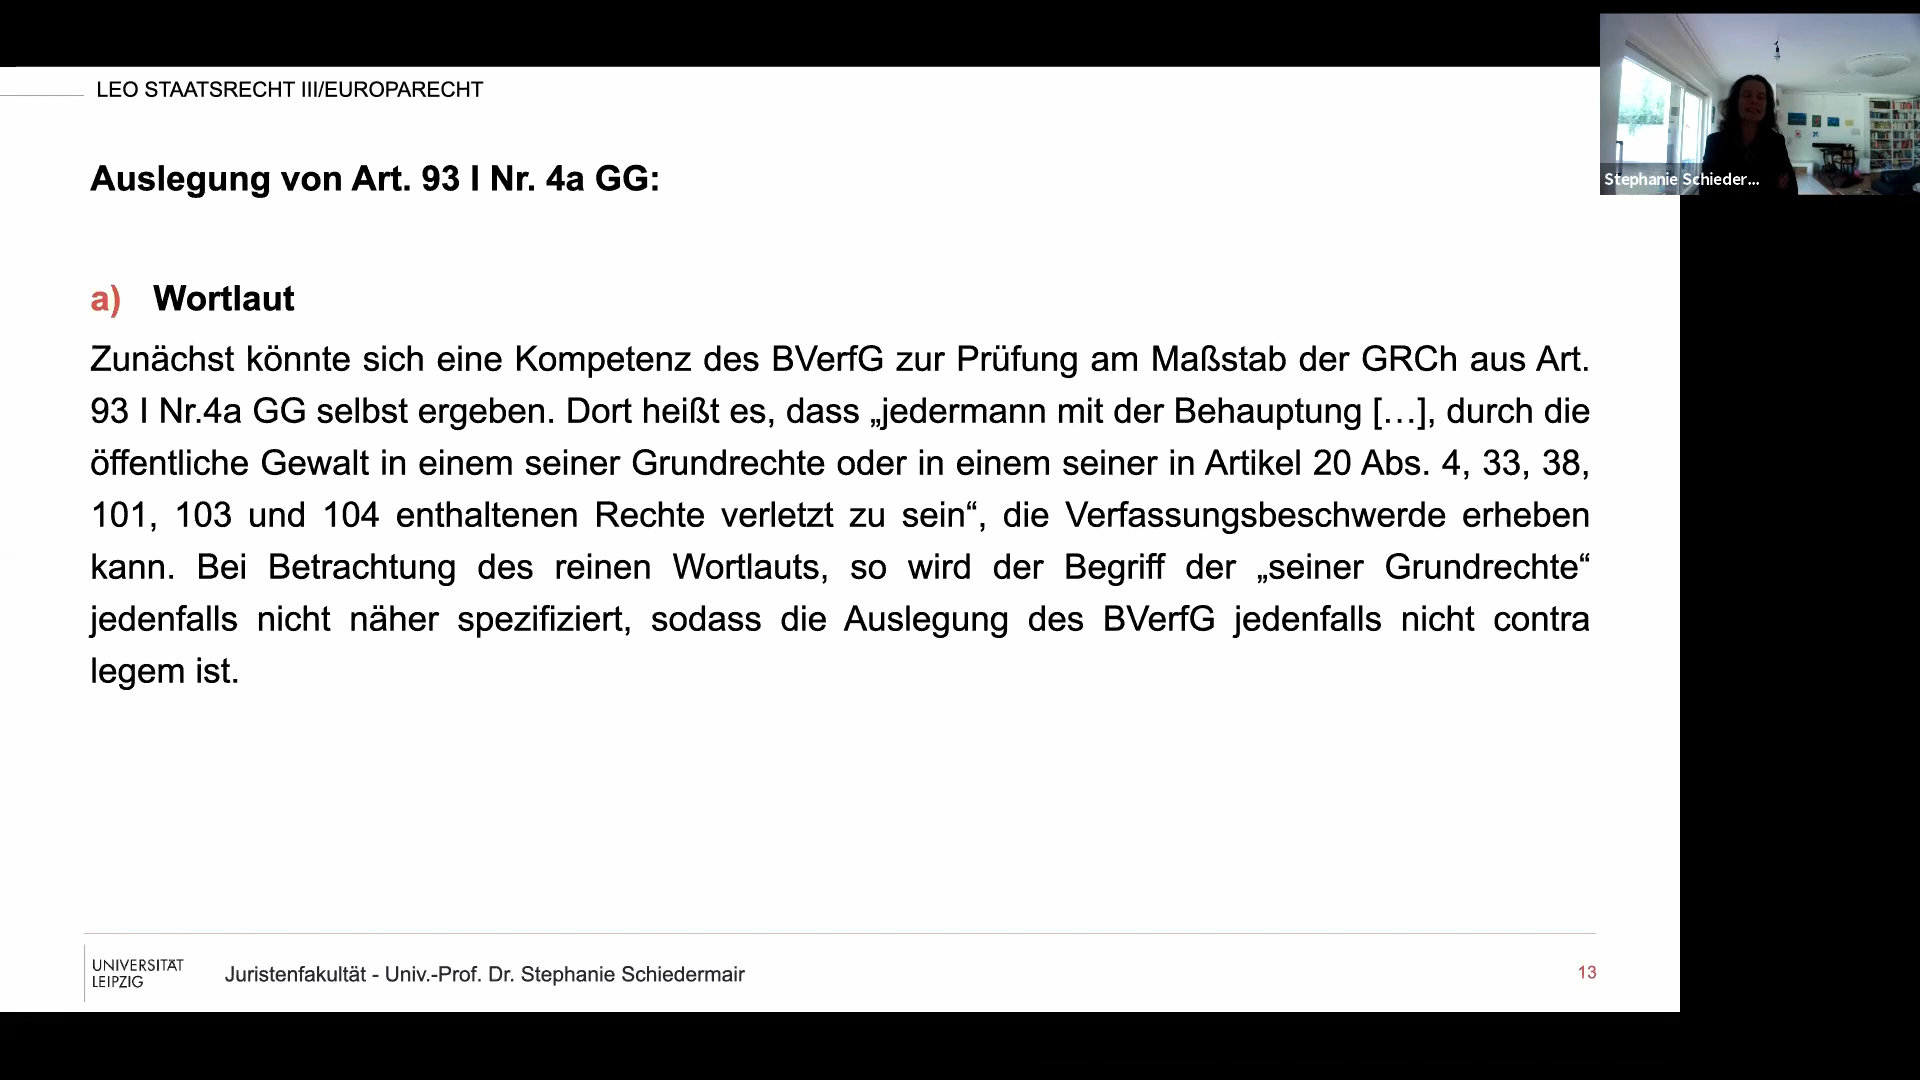 LEO STAATSRECHT III/EUROPARECHT
Stephanie Schieder...
Auslegung von Art. 93 I Nr. 4a GG:
a) Wortlaut
Zunächst könnte sich eine Kompetenz des BVerfG zur Prüfung am Maßstab der GRCh aus Art.
93 I Nr.4a GG selbst ergeben. Dort heißt es, dass „jedermann mit der Behauptung […], durch die
öffentliche Gewalt in einem seiner Grundrechte oder in einem seiner in Artikel 20 Abs. 4, 33, 38,
101, 103 und 104 enthaltenen Rechte verletzt zu sein“, die Verfassungsbeschwerde erheben
kann. Bei Betrachtung des reinen Wortlauts, so wird der Begriff der „seiner Grundrechte“
jedenfalls nicht näher spezifiziert, sodass die Auslegung des BVerfG jedenfalls nicht contra
legem ist.
UNIVERSITÄT
LEIPZIG
Juristenfakultät - Univ.-Prof. Dr. Stephanie Schiedermair
13